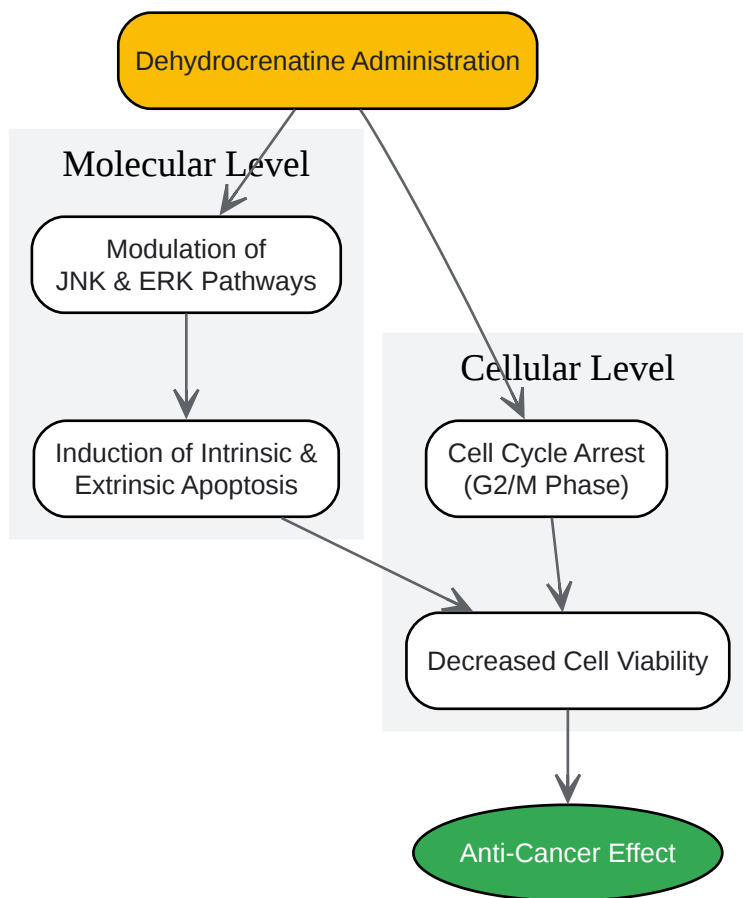 Dehydrocrenatine Administration
Molecular Level
Modulation of
JNK & ERK Pathways
Induction of Intrinsic &
Extrinsic Apoptosis
Cellular Level
Cell Cycle Arrest
(G2/M Phase)
Decreased Cell Viability
Anti-Cancer Effect